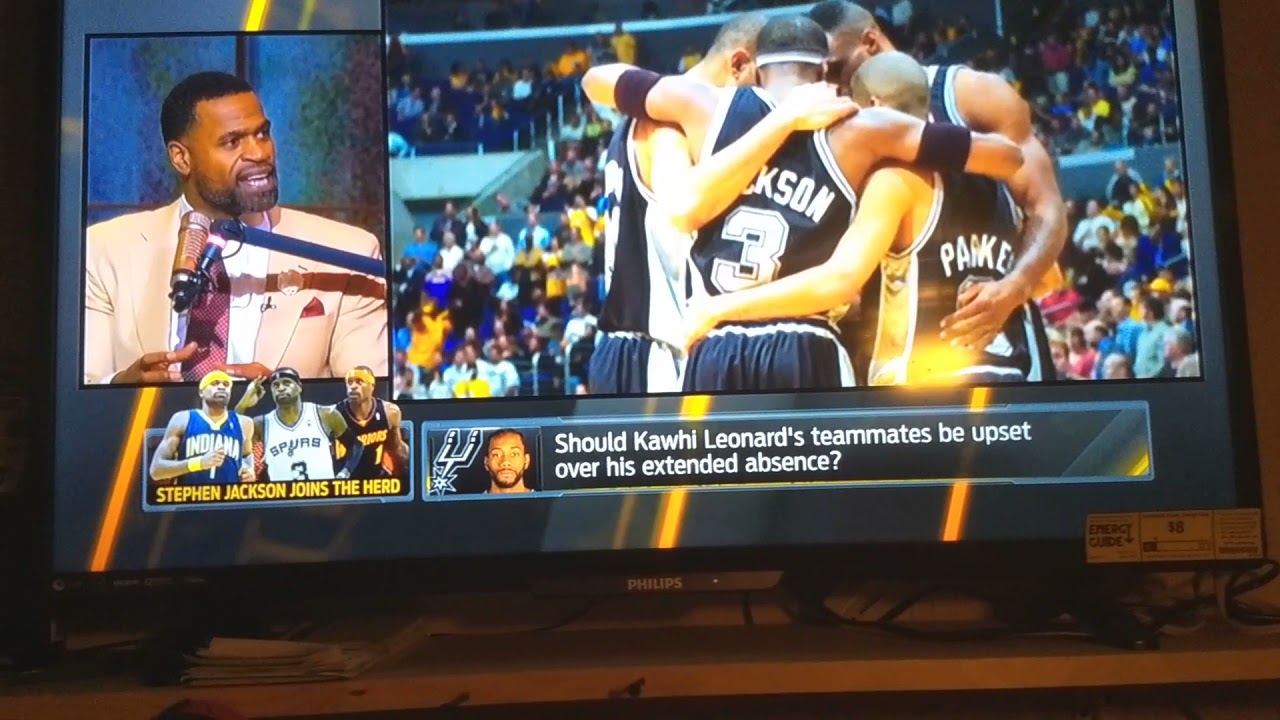 CKSON
3
PARKE
INDIANA
SPURS
3
1
STEPHEN JACKSON JOINS THE HERD
Should Kawhi Leonard's teammates be upset
over his extended absence?
ENERGY
GUIDE
$8
PHILIPS